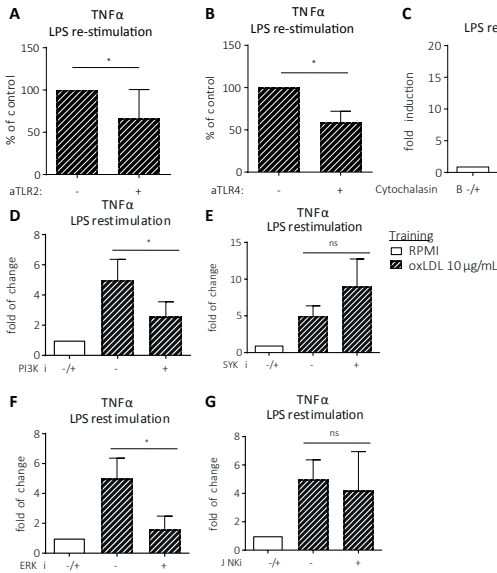 A
TNFα
LPS re-stimulation
*
% of control
150
100
50
0
aTLR2:
-
+
B
TNFα
LPS re-stimulation
*
% of control
150
100
50
0
aTLR4:
-
+
C
LPS re
fold induction
20
15
10
5
0
Cytochalasin B -/+
D
TNFα
LPS restimulation
*
fold of change
8
6
4
2
0
PI3K i
-/+
-
+
E
TNFα
LPS restimulation
ns
fold of change
15
10
5
0
SYK i
-/+
-
+
Training
RPMI
oxLDL 10 µg/mL
F
TNFα
LPS restimulation
*
fold of change
8
6
4
2
0
ERK i
-/+
-
+
G
TNFα
LPS restimulation
ns
fold of change
8
6
4
2
0
J NKi
-/+
-
+